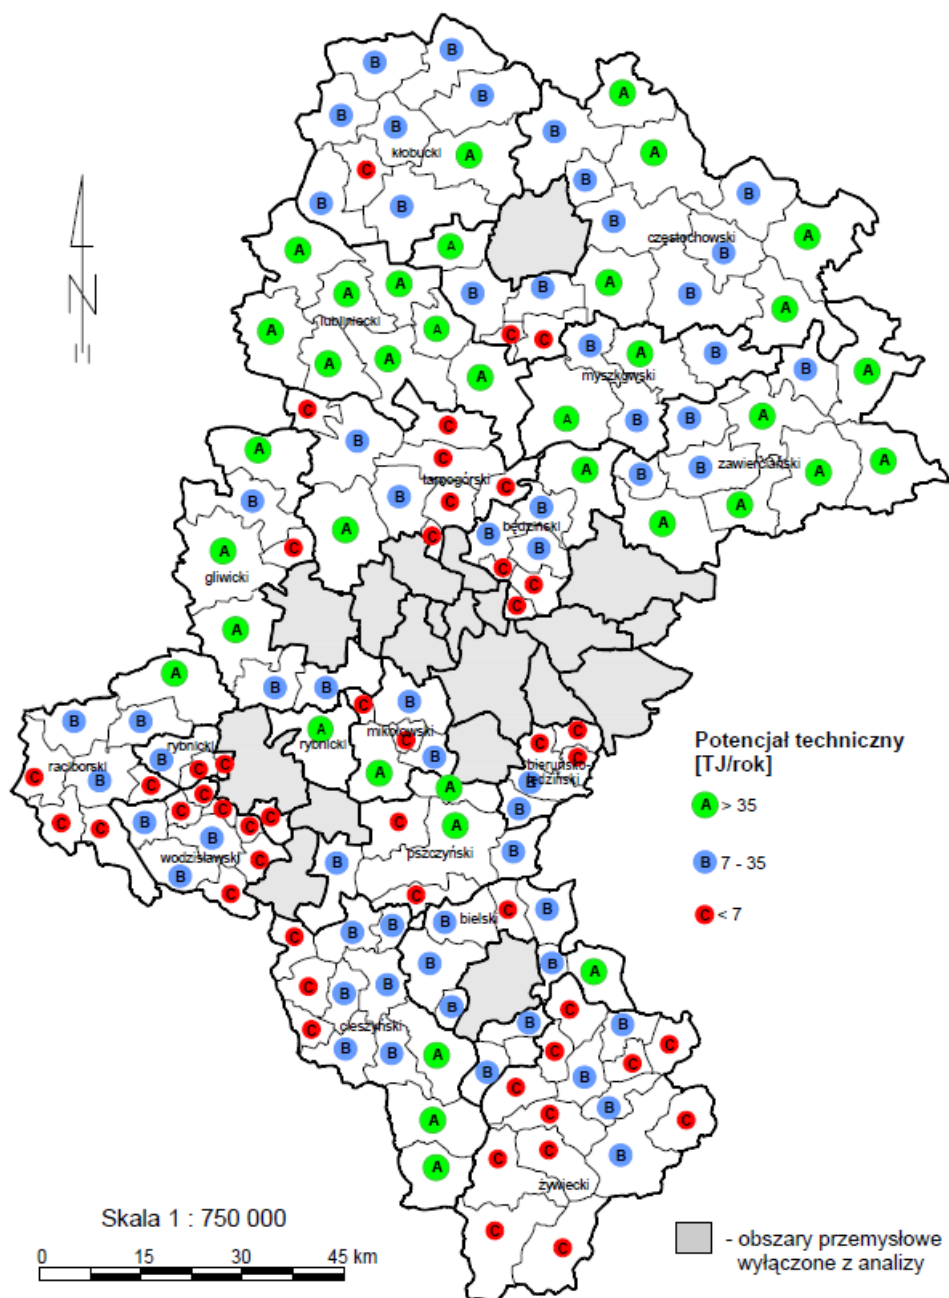 kłobucki
częstochowski
lubliniecki
myszkowski
zawierciański
tarnogórski
będziński
gliwicki
mikołowski
rybnicki
rybnicki
raciborski
bieruńsko-
lędziński
pszczyński
wodzisławski
bielski
cieszyński
żywiecki
N
Potencjał techniczny
[TJ/rok]
A > 35
B 7 - 35
C < 7
Skala 1 : 750 000
0 15 30 45 km
- obszary przemysłowe
wyłączone z analizy